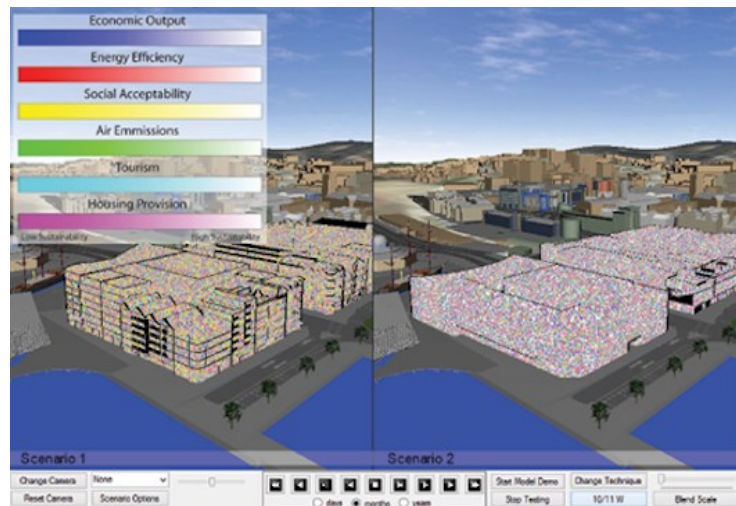 Economic Output
Energy Efficiency
Social Acceptability
Air Emmissions
Tourism
Housing Provision
Low Sustainability High Sustainability
Scenario 1 Scenario 2
Change Camera None Start Model Demo Change Technique
Reset Camera Scenario Options days months years Stop Testing 10/11 W Blend Scale